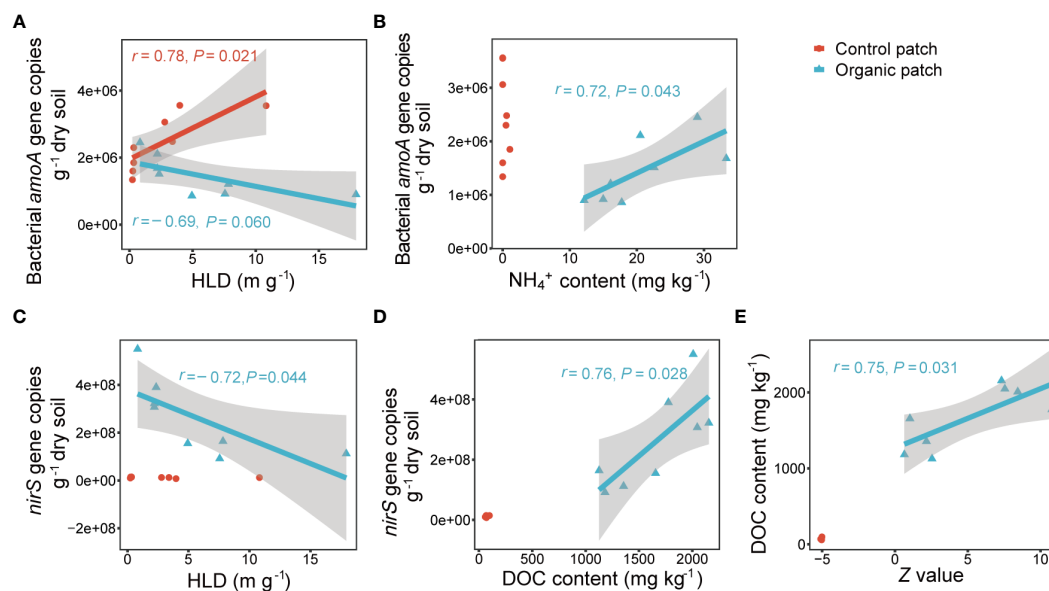 A
Bacterial amoA gene copies
g⁻¹ dry soil
4e+06
2e+06
0e+00
r = 0.78, P = 0.021
r = − 0.69, P = 0.060
0
5
10
15
HLD (m g⁻¹)
B
Bacterial amoA gene copies
g⁻¹ dry soil
3e+06
2e+06
1e+06
0e+00
r = 0.72, P = 0.043
0
10
20
30
NH₄⁺ content (mg kg⁻¹)
Control patch
Organic patch
C
nirS gene copies
g⁻¹ dry soil
4e+08
2e+08
0e+00
−2e+08
r = − 0.72, P = 0.044
0
5
10
15
HLD (m g⁻¹)
D
nirS gene copies
g⁻¹ dry soil
4e+08
2e+08
0e+00
r = 0.76, P = 0.028
0
500
1000
1500
2000
DOC content (mg kg⁻¹)
E
DOC content (mg kg⁻¹)
2000
1000
0
r = 0.75, P = 0.031
−5
0
5
10
Z value